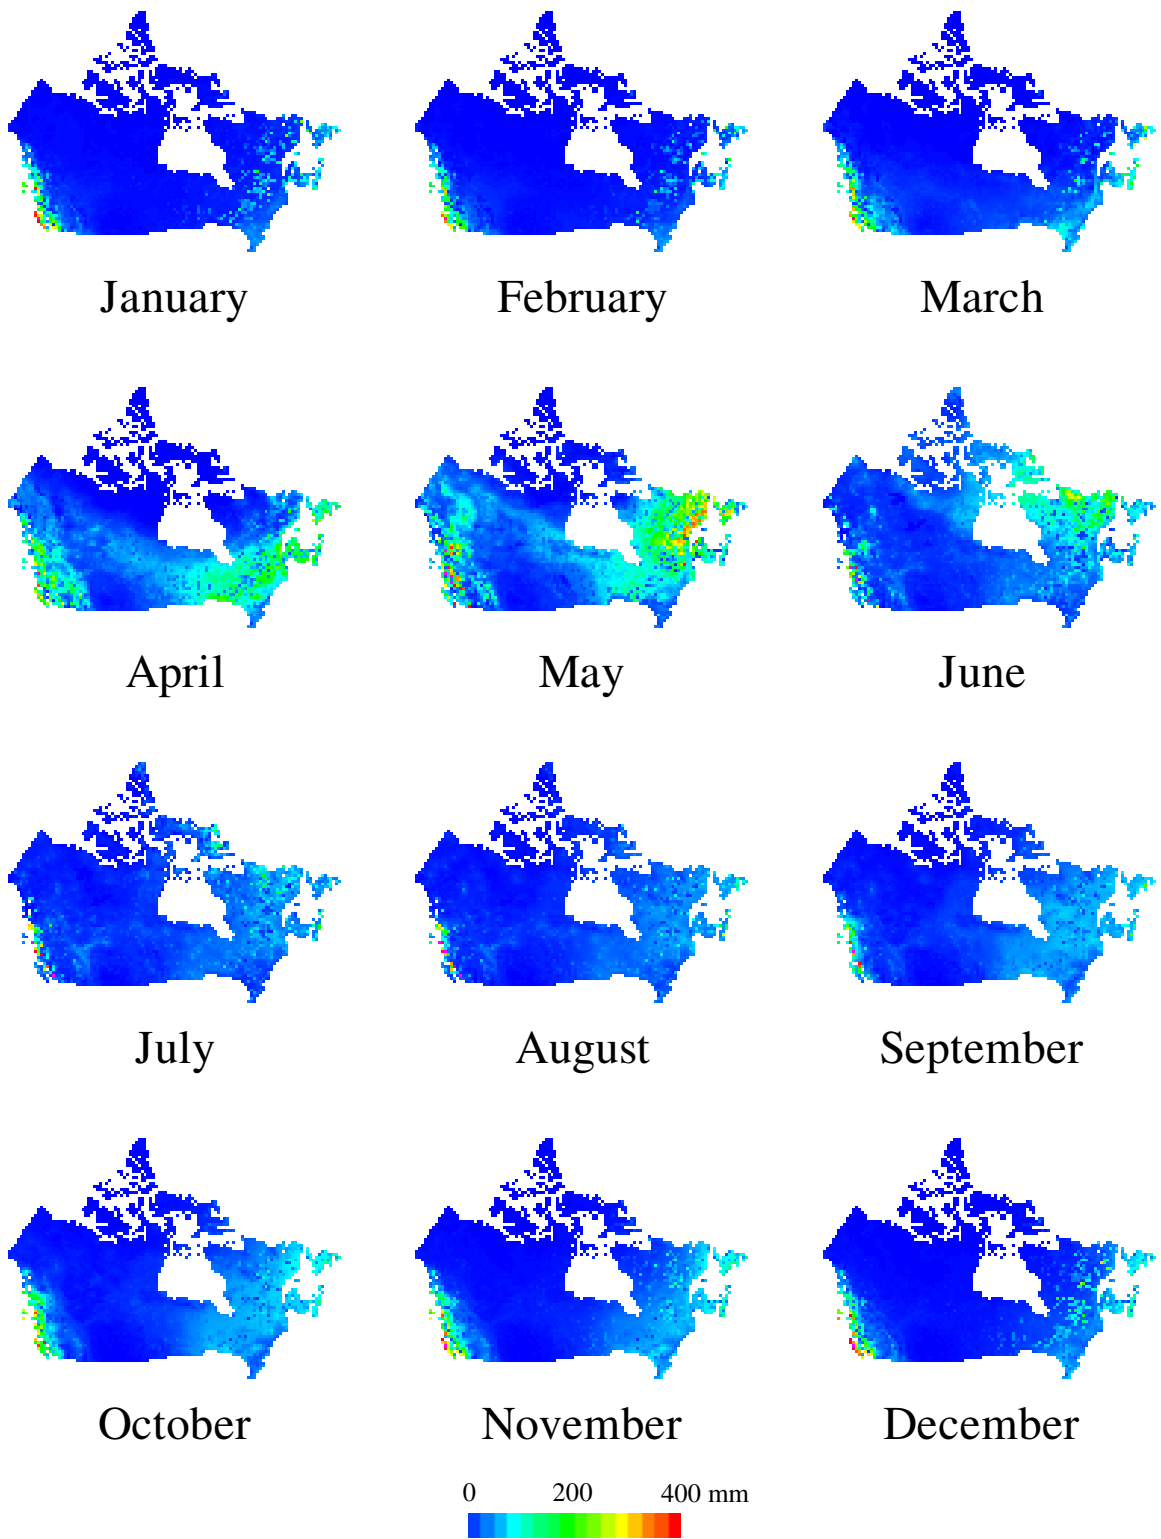 January February March
April May June
July August September
October November December
0 200 400 mm